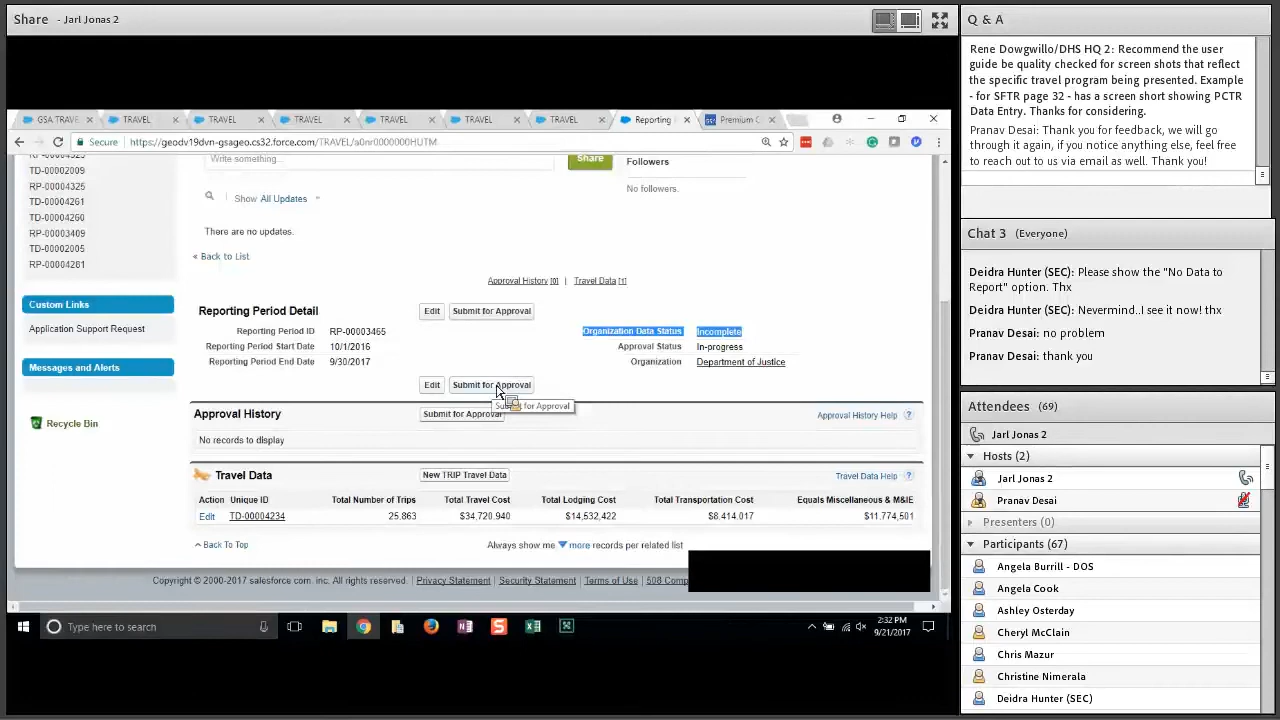 Share - Jarl Jonas 2
GSA TRAVE
TRAVEL
TRAVEL
TRAVEL
TRAVEL
TRAVEL
TRAVEL
Reporting
Premium C
Secure https://geodv19dvn-gsageo.cs32.force.com/TRAVEL/a0nr0000000HUTM
TD-00002009
RP-00004325
TD-00004261
TD-00004260
RP-00003409
TD-00002005
RP-00004281
Custom Links
Application Support Request
Messages and Alerts
Recycle Bin
Write something...
Share
Followers
No followers.
Show All Updates
There are no updates.
« Back to List
Approval History [0] | Travel Data [1]
Reporting Period Detail Edit Submit for Approval
Reporting Period ID RP-00003465 Organization Data Status Incomplete
Reporting Period Start Date 10/1/2016 Approval Status In-progress
Reporting Period End Date 9/30/2017 Organization Department of Justice
Edit Submit for Approval
Approval History Submit for Approval Approval History Help ?
No records to display
Travel Data New TRIP Travel Data Travel Data Help ?
Action Unique ID Total Number of Trips Total Travel Cost Total Lodging Cost Total Transportation Cost Equals Miscellaneous & M&IE
Edit TD-00004234 25,863 $34,720,940 $14,532,422 $8,414,017 $11,774,501
^ Back To Top Always show me more records per related list
Copyright © 2000-2017 salesforce.com, inc. All rights reserved. | Privacy Statement | Security Statement | Terms of Use | 508 Comp
Type here to search
2:32 PM
9/21/2017
Q & A
Rene Dowgwillo/DHS HQ 2: Recommend the user
guide be quality checked for screen shots that reflect
the specific travel program being presented. Example
- for SFTR page 32 - has a screen short showing PCTR
Data Entry. Thanks for considering.
Pranav Desai: Thank you for feedback, we will go
through it again, if you notice anything else, feel free
to reach out to us via email as well. Thank you!
Chat 3 (Everyone)
Deidra Hunter (SEC): Please show the "No Data to
Report" option. Thx
Deidra Hunter (SEC): Nevermind..I see it now! thx
Pranav Desai: no problem
Pranav Desai: thank you
Attendees (69)
Jarl Jonas 2
Hosts (2)
Jarl Jonas 2
Pranav Desai
Presenters (0)
Participants (67)
Angela Burrill - DOS
Angela Cook
Ashley Osterday
Cheryl McClain
Chris Mazur
Christine Nimerala
Deidra Hunter (SEC)